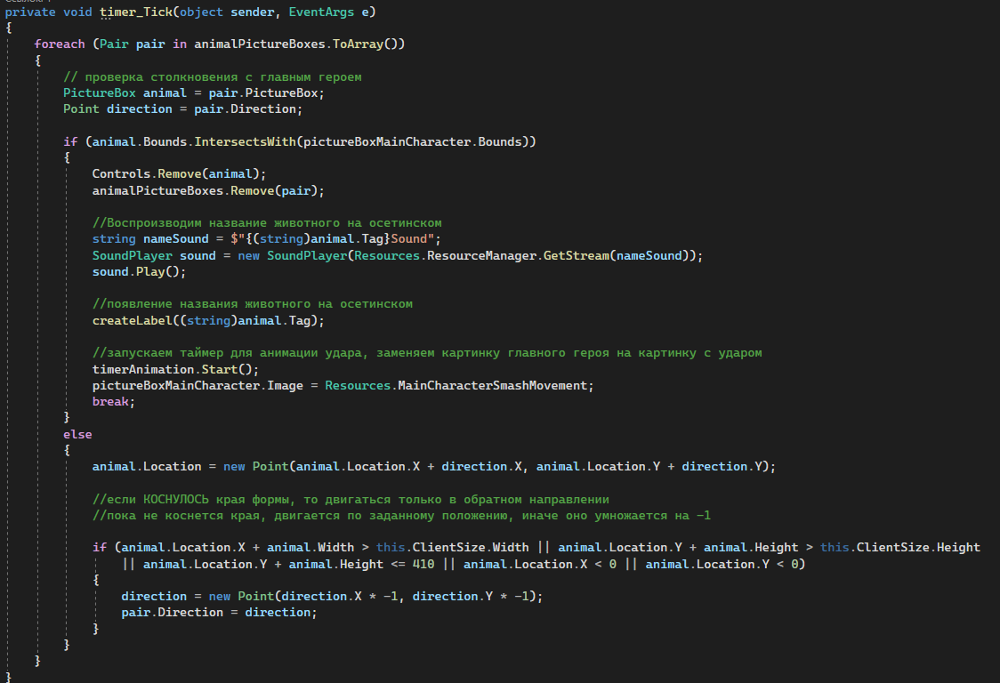 private void timer_Tick(object sender, EventArgs e)
{
foreach (Pair pair in animalPictureBoxes.ToArray())
{
// проверка столкновения с главным героем
PictureBox animal = pair.PictureBox;
Point direction = pair.Direction;
if (animal.Bounds.IntersectsWith(pictureBoxMainCharacter.Bounds))
{
Controls.Remove(animal);
animalPictureBoxes.Remove(pair);
//Воспроизводим название животного на осетинском
string nameSound = $"{(string)animal.Tag}Sound";
SoundPlayer sound = new SoundPlayer(Resources.ResourceManager.GetStream(nameSound));
sound.Play();
//появление названия животного на осетинском
createLabel((string)animal.Tag);
//запускаем таймер для анимации удара, заменяем картинку главного героя на картинку с ударом
timerAnimation.Start();
pictureBoxMainCharacter.Image = Resources.MainCharacterSmashMovement;
break;
}
else
{
animal.Location = new Point(animal.Location.X + direction.X, animal.Location.Y + direction.Y);
//если КОСНУЛОСЬ края формы, то двигаться только в обратном направлении
//пока не коснется края, двигается по заданному положению, иначе оно умножается на -1
if (animal.Location.X + animal.Width > this.ClientSize.Width || animal.Location.Y + animal.Height > this.ClientSize.Height
|| animal.Location.Y + animal.Height <= 410 || animal.Location.X < 0 || animal.Location.Y < 0)
{
direction = new Point(direction.X * -1, direction.Y * -1);
pair.Direction = direction;
}
}
}
}